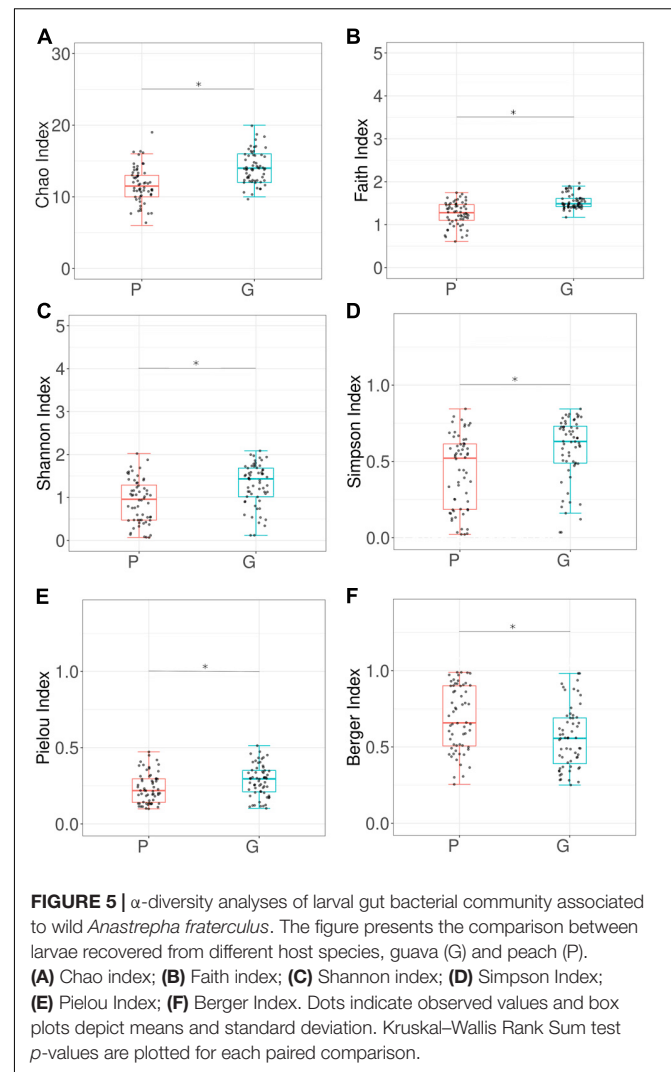 A
B
30
20
10
0
Chao Index
*
P
G
5
4
3
2
1
0
Faith Index
*
P
G
C
D
5
4
3
2
1
0
Shannon Index
*
P
G
1.0
0.5
0.0
Simpson Index
*
P
G
E
F
1.0
0.5
0.0
Pielou Index
*
P
G
1.0
0.5
0.0
Berger Index
*
P
G
FIGURE 5 | α-diversity analyses of larval gut bacterial community associated
to wild Anastrepha fraterculus. The figure presents the comparison between
larvae recovered from different host species, guava (G) and peach (P).
(A) Chao index; (B) Faith index; (C) Shannon index; (D) Simpson Index;
(E) Pielou Index; (F) Berger Index. Dots indicate observed values and box
plots depict means and standard deviation. Kruskal–Wallis Rank Sum test
p-values are plotted for each paired comparison.